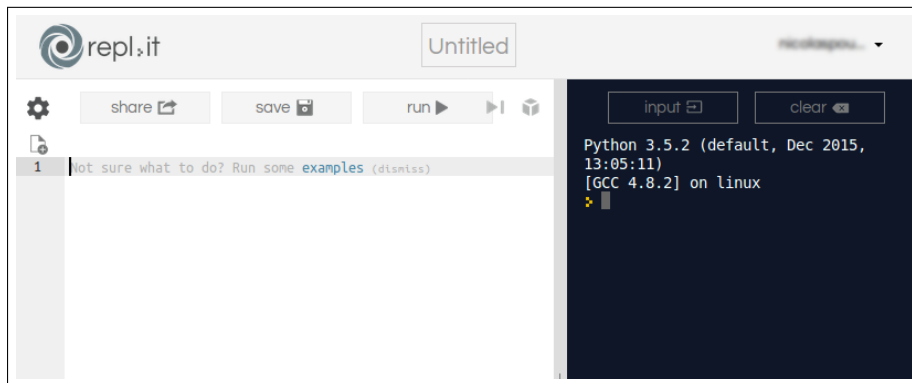 repl.it
Untitled
share
save
run
input
clear
1 Not sure what to do? Run some examples (dismiss)
Python 3.5.2 (default, Dec 2015,
13:05:11)
[GCC 4.8.2] on linux